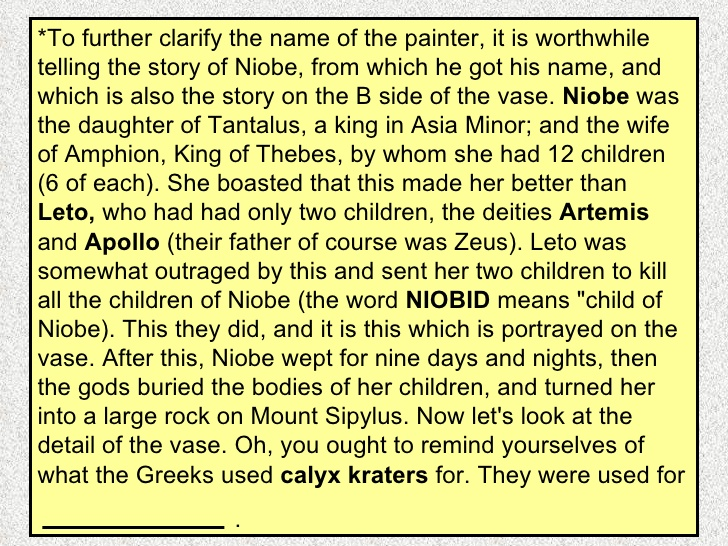 *To further clarify the name of the painter, it is worthwhile
telling the story of Niobe, from which he got his name, and
which is also the story on the B side of the vase. Niobe was
the daughter of Tantalus, a king in Asia Minor; and the wife
of Amphion, King of Thebes, by whom she had 12 children
(6 of each). She boasted that this made her better than
Leto, who had had only two children, the deities Artemis
and Apollo (their father of course was Zeus). Leto was
somewhat outraged by this and sent her two children to kill
all the children of Niobe (the word NIOBID means "child of
Niobe). This they did, and it is this which is portrayed on the
vase. After this, Niobe wept for nine days and nights, then
the gods buried the bodies of her children, and turned her
into a large rock on Mount Sipylus. Now let's look at the
detail of the vase. Oh, you ought to remind yourselves of
what the Greeks used calyx kraters for. They were used for
______________ .